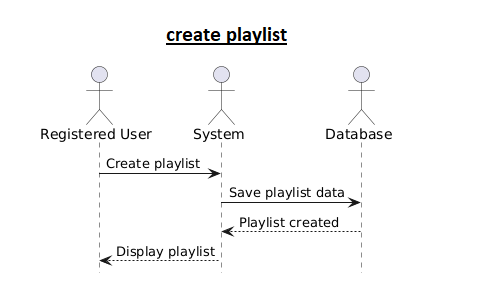 create playlist
Registered User System Database
Create playlist
Save playlist data
Playlist created
Display playlist